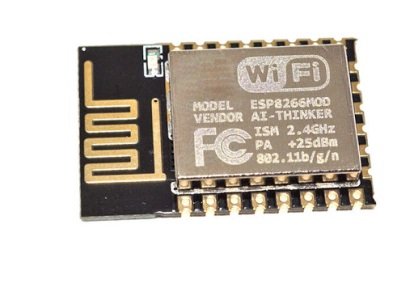 WiFi
MODEL ESP8266MOD
VENDOR AI-THINKER
FC ISM 2.4GHz
PA +25dBm
802.11b/g/n